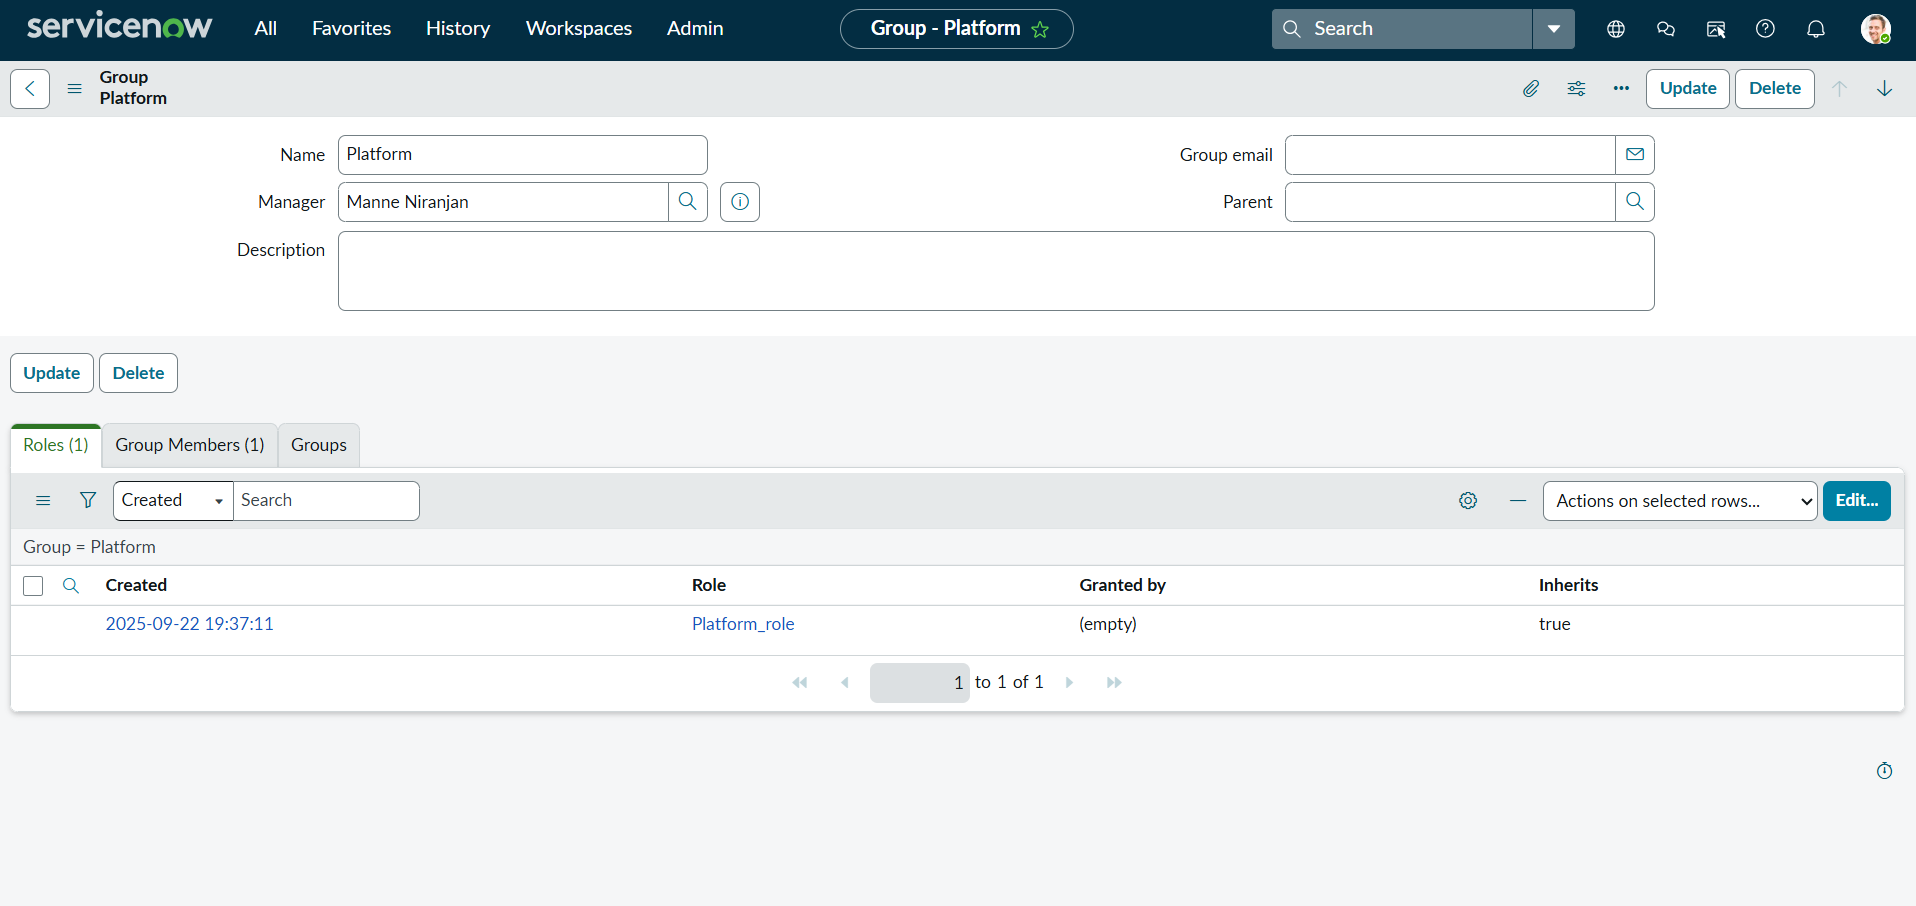 servicenow
All
Favorites
History
Workspaces
Admin
Group - Platform
Search
Group
Platform
Update
Delete
Name
Platform
Group email
Manager
Manne Niranjan
Parent
Description
Update
Delete
Roles (1)
Group Members (1)
Groups
Created
Search
Actions on selected rows...
Edit...
Group = Platform
Created
Role
Granted by
Inherits
2025-09-22 19:37:11
Platform_role
(empty)
true
1 to 1 of 1